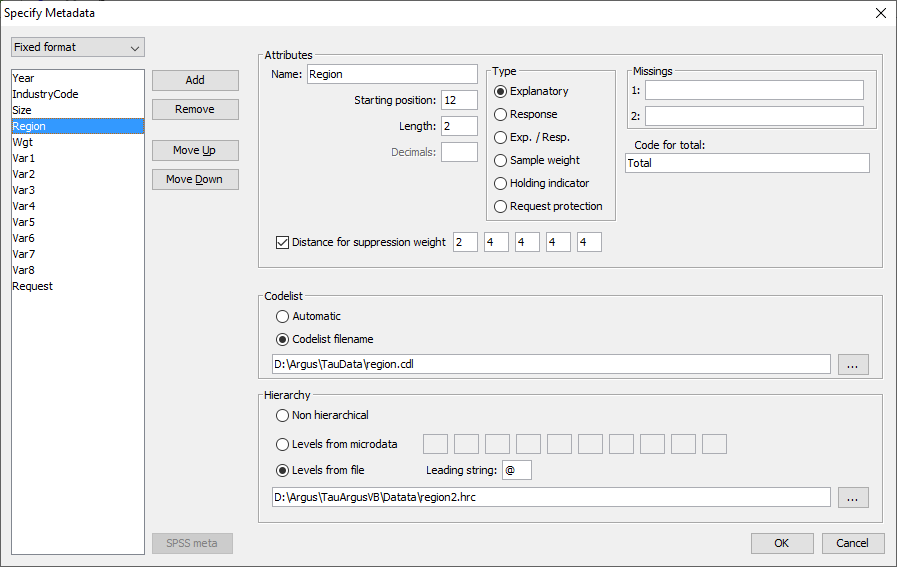 Specify Metadata
Fixed format
Year
IndustryCode
Size
Region
Wgt
Var1
Var2
Var3
Var4
Var5
Var6
Var7
Var8
Request
Add
Remove
Move Up
Move Down
SPSS meta
Attributes
Name: Region
Starting position: 12
Length: 2
Decimals:
Type
Explanatory
Response
Exp. / Resp.
Sample weight
Holding indicator
Request protection
Missings
1:
2:
Code for total:
Total
Distance for suppression weight 2 4 4 4 4
Codelist
Automatic
Codelist filename
D:\Argus\TauData\region.cdl ...
Hierarchy
Non hierarchical
Levels from microdata
Levels from file Leading string: @
D:\Argus\TauArgusVB\Datata\region2.hrc ...
OK Cancel